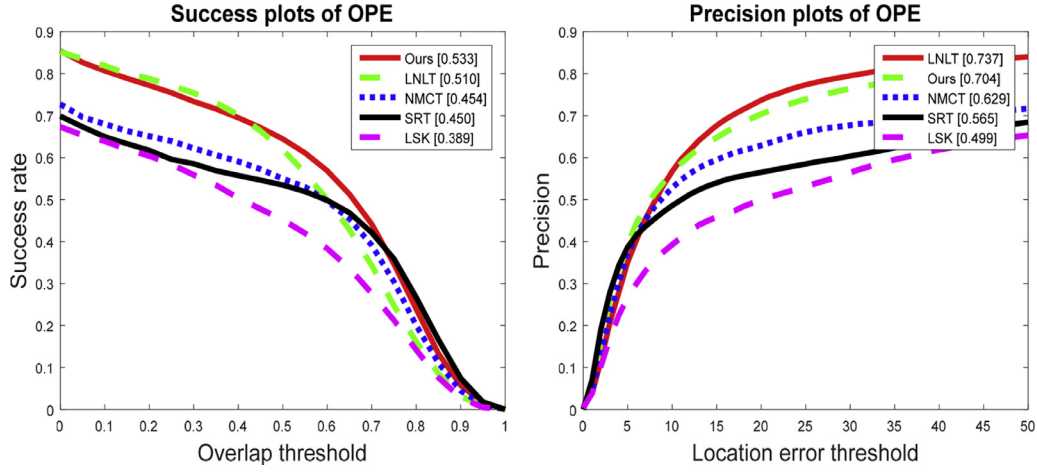 Success plots of OPE
0.9
0.8
0.7
0.6
0.5
0.4
0.3
0.2
0.1
0
0
0.1
0.2
0.3
0.4
0.5
0.6
0.7
0.8
0.9
1
Success rate
Overlap threshold
Ours [0.533]
LNLT [0.510]
NMCT [0.454]
SRT [0.450]
LSK [0.389]
Precision plots of OPE
0.9
0.8
0.7
0.6
0.5
0.4
0.3
0.2
0.1
0
0
5
10
15
20
25
30
35
40
45
50
Precision
Location error threshold
LNLT [0.737]
Ours [0.704]
NMCT [0.629]
SRT [0.565]
LSK [0.499]